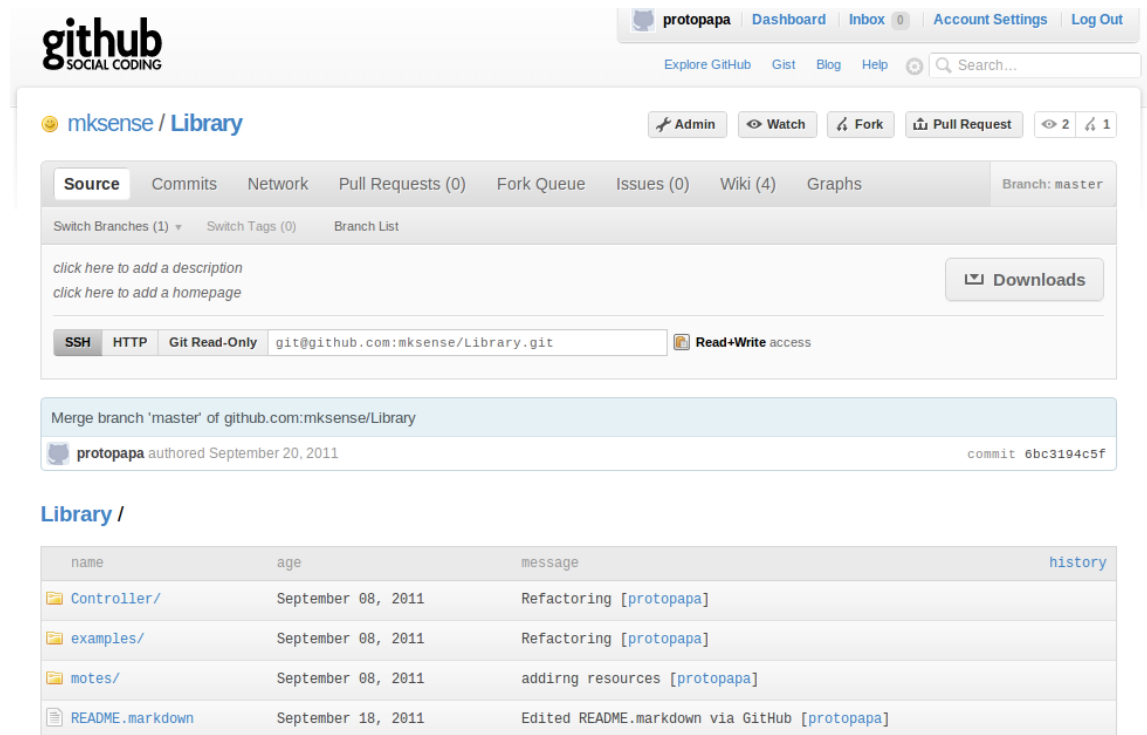 github
SOCIAL CODING
protopapa Dashboard Inbox 0 Account Settings Log Out
Explore GitHub Gist Blog Help Search...
mksense / Library
Admin Watch Fork Pull Request 2 1
Source Commits Network Pull Requests (0) Fork Queue Issues (0) Wiki (4) Graphs Branch: master
Switch Branches (1) Switch Tags (0) Branch List
click here to add a description
click here to add a homepage
Downloads
SSH HTTP Git Read-Only git@github.com:mksense/Library.git Read+Write access
Merge branch 'master' of github.com:mksense/Library
protopapa authored September 20, 2011 commit 6bc3194c5f
Library /
name age message history
Controller/ September 08, 2011 Refactoring [protopapa]
examples/ September 08, 2011 Refactoring [protopapa]
motes/ September 08, 2011 addirng resources [protopapa]
README.markdown September 18, 2011 Edited README.markdown via GitHub [protopapa]